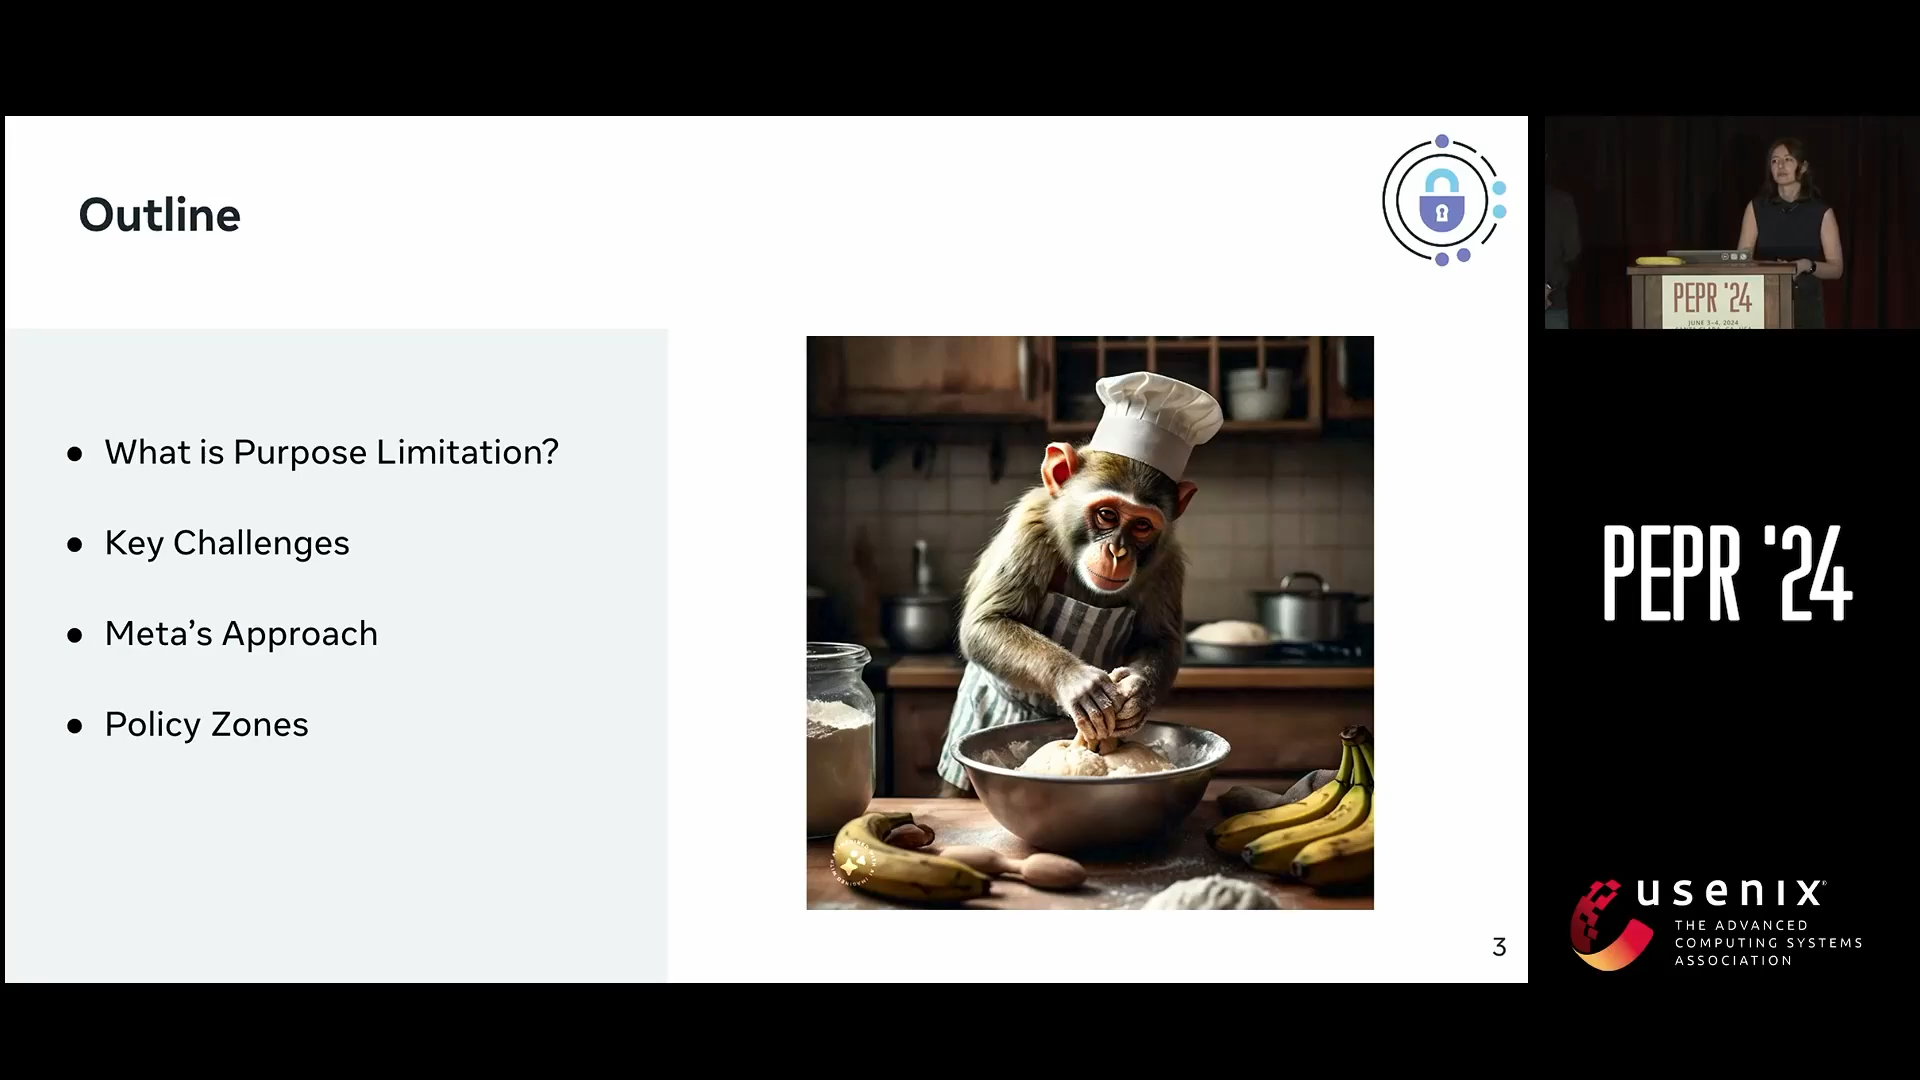 Outline
What is Purpose Limitation?
Key Challenges
Meta's Approach
Policy Zones
3
PEPR '24
JUNE 3–4, 2024
PEPR '24
usenix
THE ADVANCED
COMPUTING SYSTEMS
ASSOCIATION